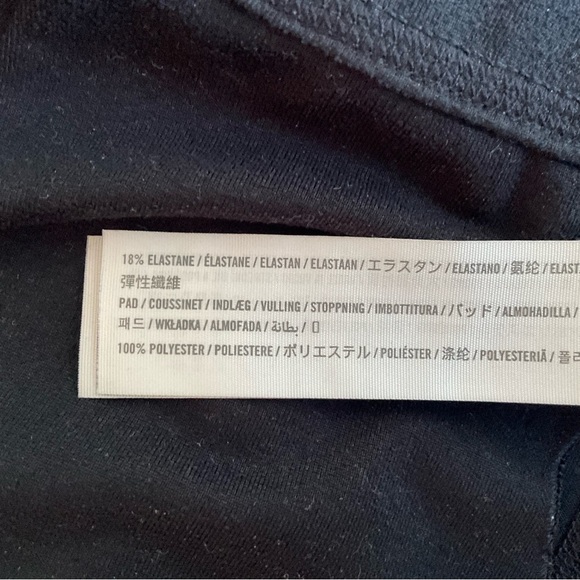 18% ELASTANE / ÉLASTANE / ELASTAN / ELASTAAN / エラスタン / ELASTANO / 氨纶 / ELAST
彈性纖維
PAD / COUSSINET / INDLÆG / VULLING / STOPPNING / IMBOTTITURA / パッド / ALMOHADILLA /
패드 / WKŁADKA / ALMOFADA / بطانة / ▯
100% POLYESTER / POLIESTERE / ポリエステル / POLIÉSTER / 涤纶 / POLYESTERIÄ / 폴리